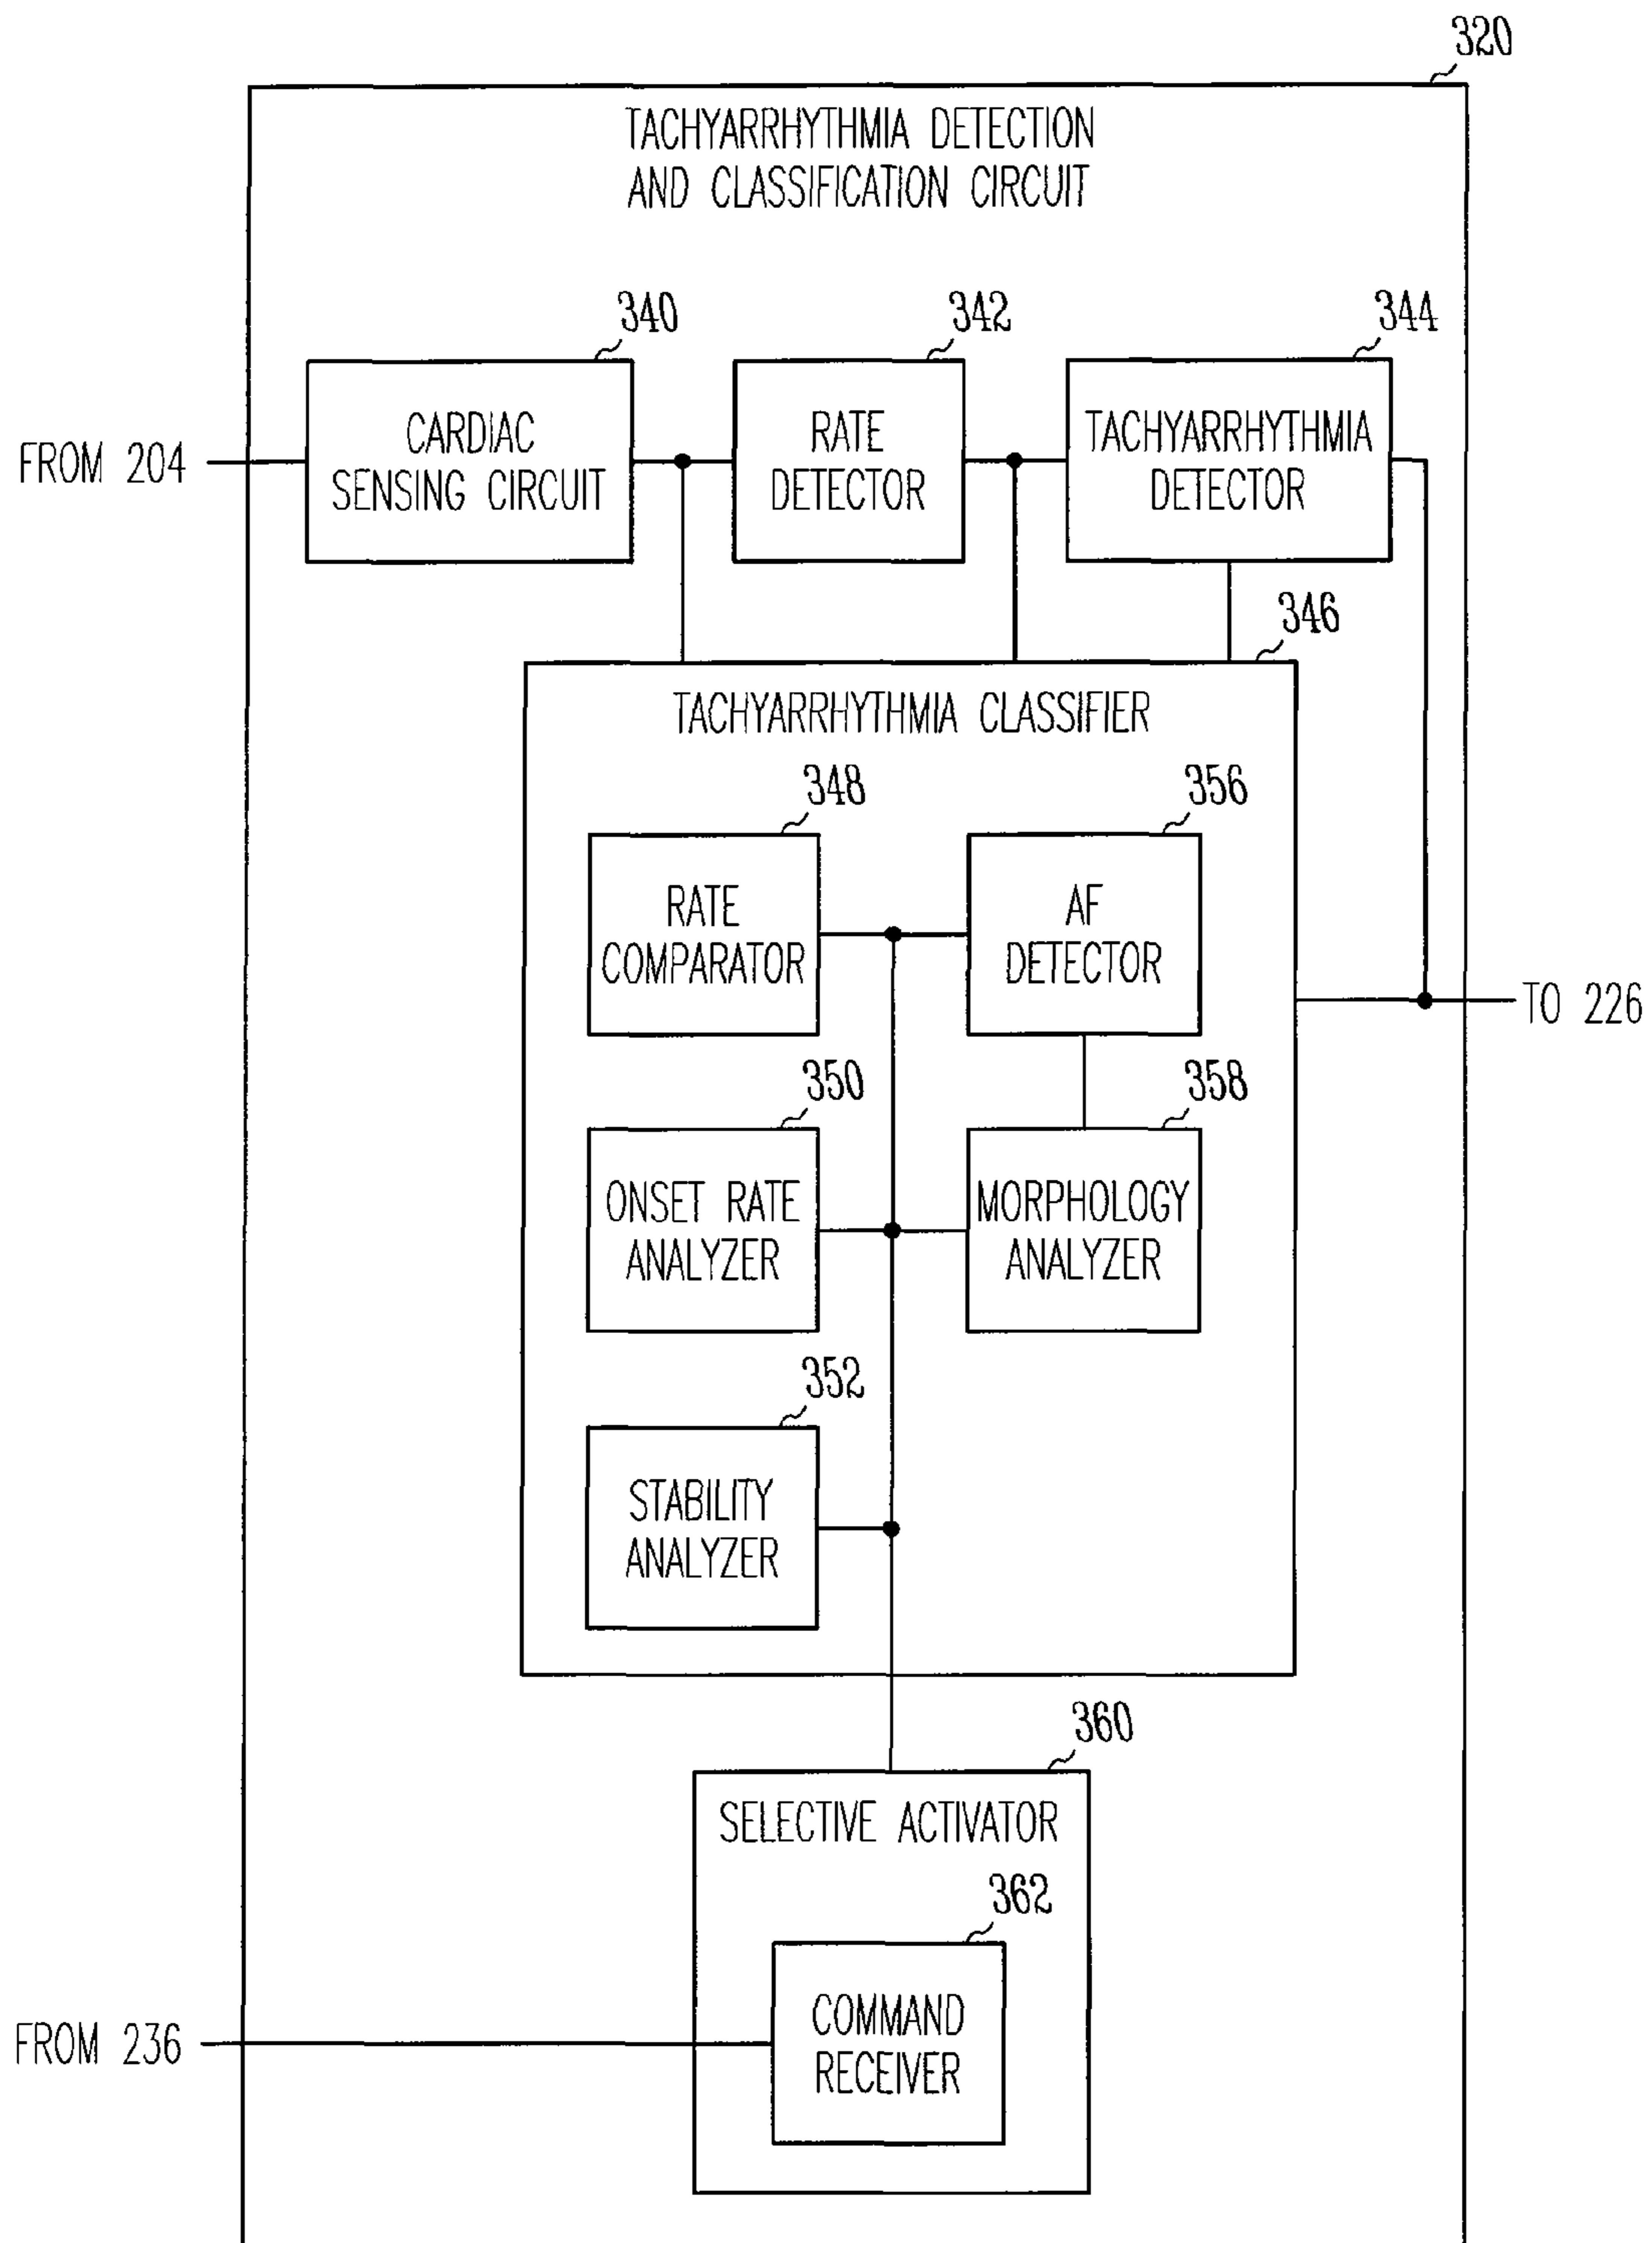 320
TACHYARRHYTHMIA DETECTION
AND CLASSIFICATION CIRCUIT
340
342
344
FROM 204
CARDIAC
SENSING CIRCUIT
RATE
DETECTOR
TACHYARRHYTHMIA
DETECTOR
346
TACHYARRHYTHMIA CLASSIFIER
348
356
RATE
COMPARATOR
AF
DETECTOR
TO 226
350
358
ONSET RATE
ANALYZER
MORPHOLOGY
ANALYZER
352
STABILITY
ANALYZER
360
SELECTIVE ACTIVATOR
362
FROM 236
COMMAND
RECEIVER